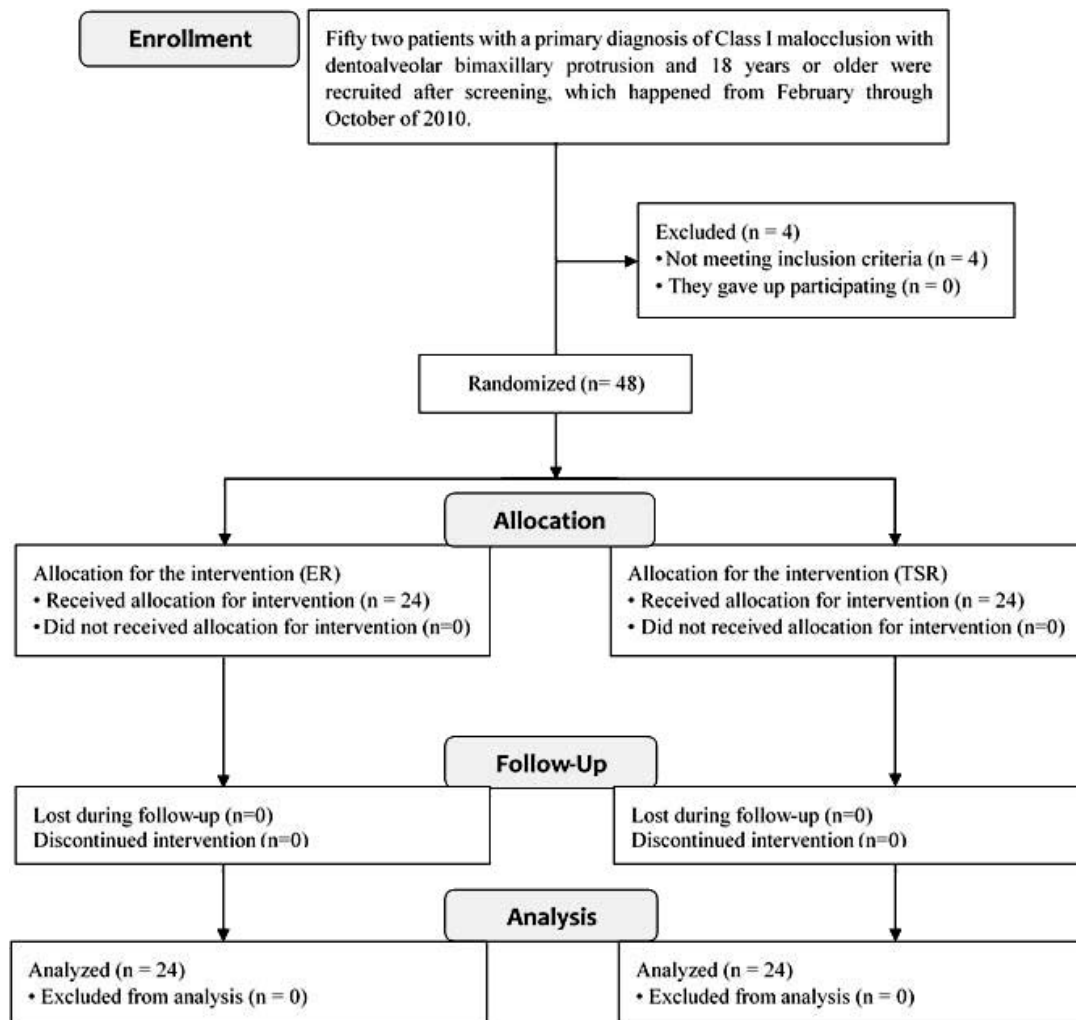 Enrollment
Fifty two patients with a primary diagnosis of Class I malocclusion with
dentoalveolar bimaxillary protrusion and 18 years or older were
recruited after screening, which happened from February through
October of 2010.
Excluded (n = 4)
•Not meeting inclusion criteria (n = 4)
• They gave up participating (n = 0)
Randomized (n= 48)
Allocation
Allocation for the intervention (ER)
• Received allocation for intervention (n = 24)
•Did not received allocation for intervention (n=0)
Allocation for the intervention (TSR)
• Received allocation for intervention (n = 24)
• Did not received allocation for intervention (n=0)
Follow-Up
Lost during follow-up (n=0)
Discontinued intervention (n=0)
Lost during follow-up (n=0)
Discontinued intervention (n=0)
Analysis
Analyzed (n = 24)
• Excluded from analysis (n = 0)
Analyzed (n = 24)
• Excluded from analysis (n = 0)